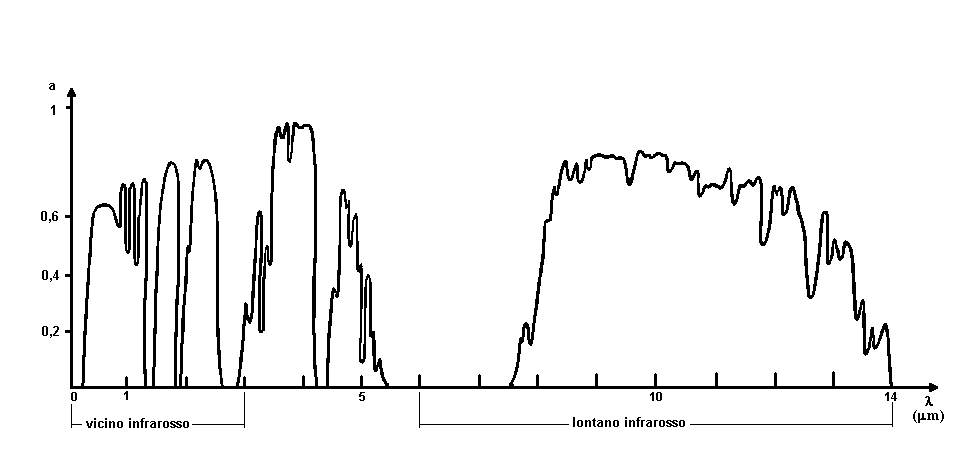 a
1
0,6
0,4
0,2
0 1 5 10 14 λ
(μm)
vicino infrarosso lontano infrarosso